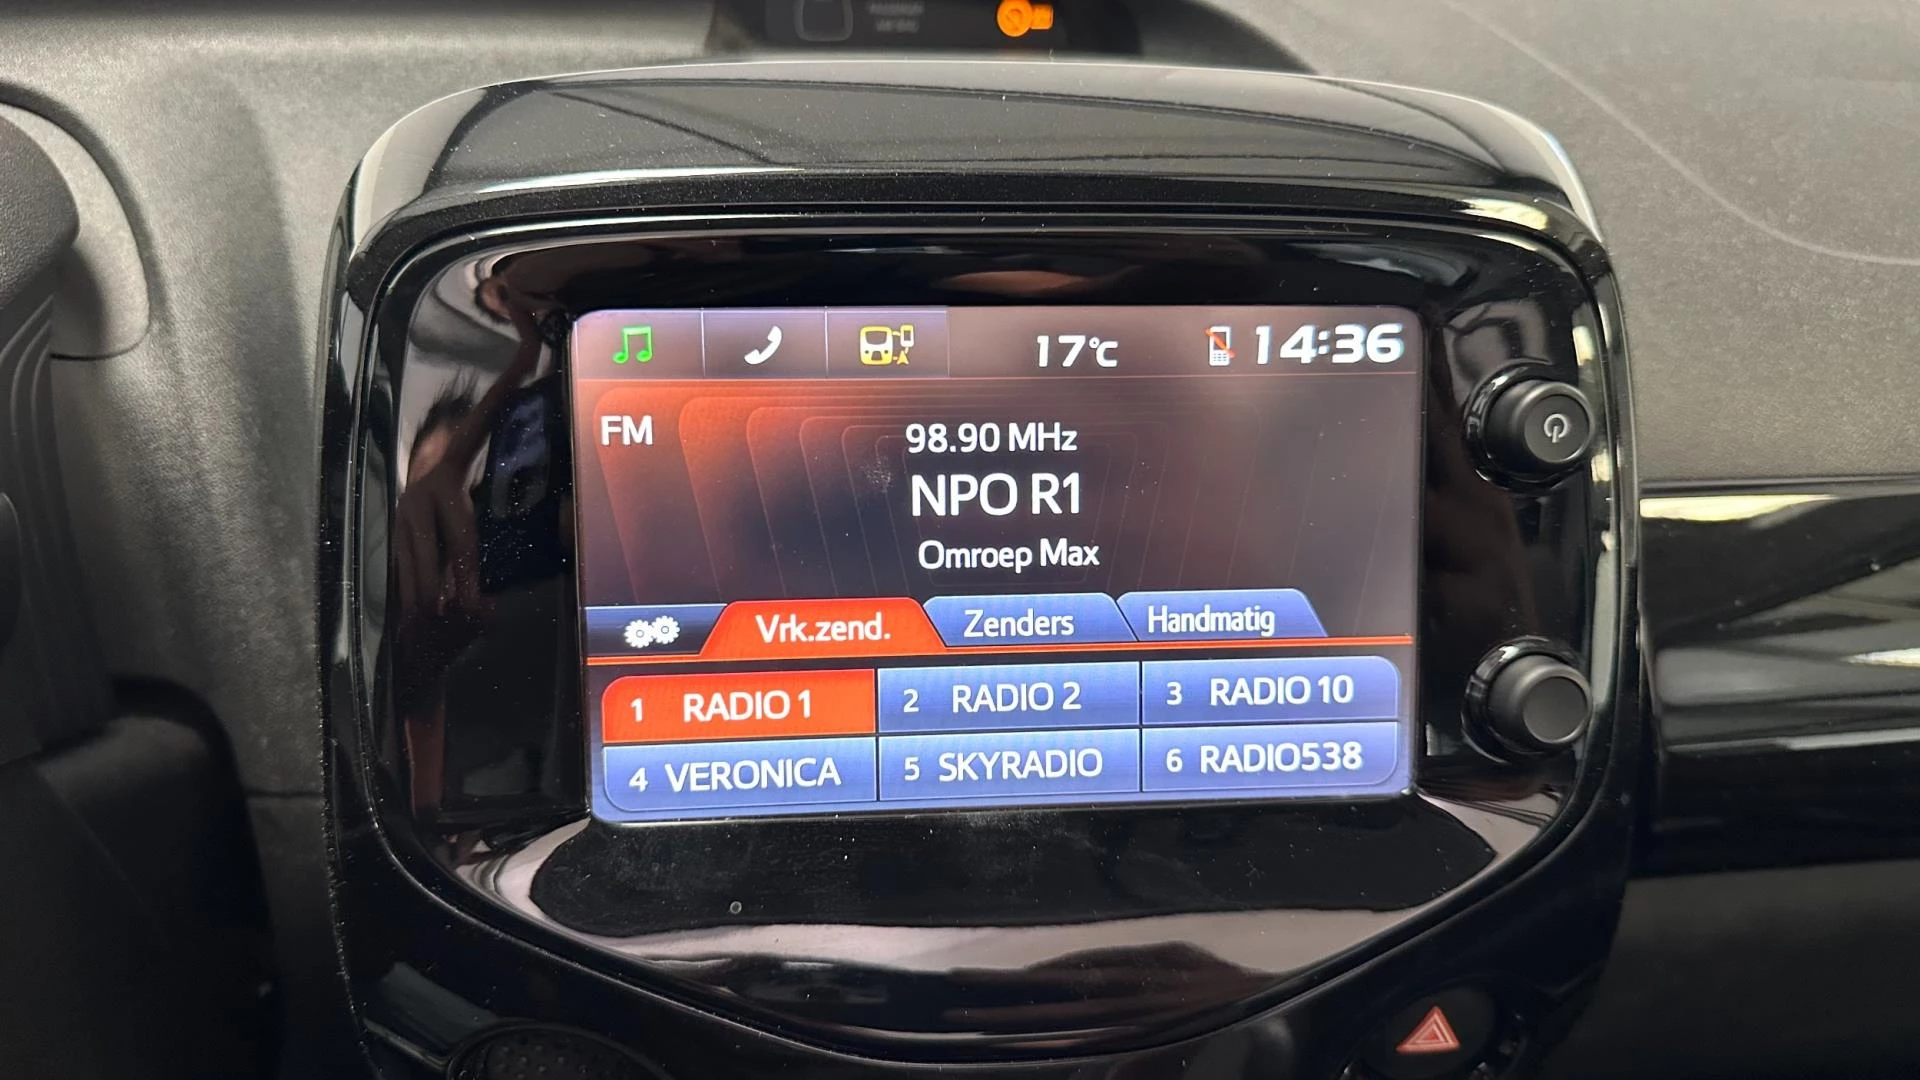 17°C
14:36
FM
98.90 MHz
NPO R1
Omroep Max
Vrk.zend. Zenders Handmatig
1 RADIO 1 2 RADIO 2 3 RADIO 10
4 VERONICA 5 SKYRADIO 6 RADIO538